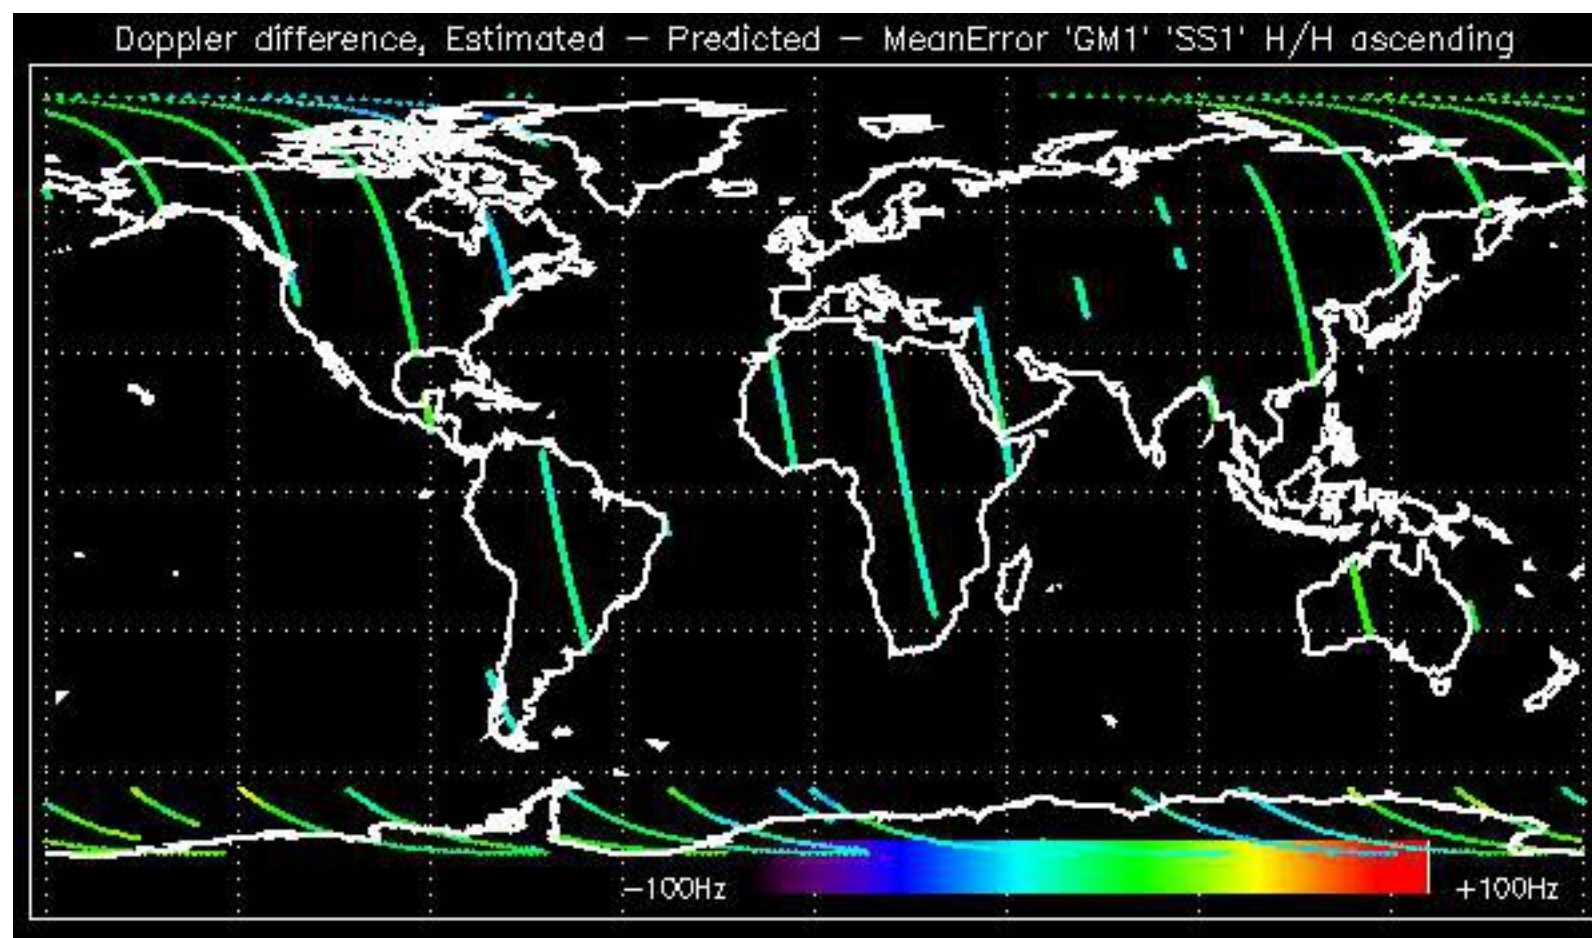 Doppler difference, Estimated – Predicted – MeanError 'GM1' 'SS1' H/H ascending
-100Hz +100Hz